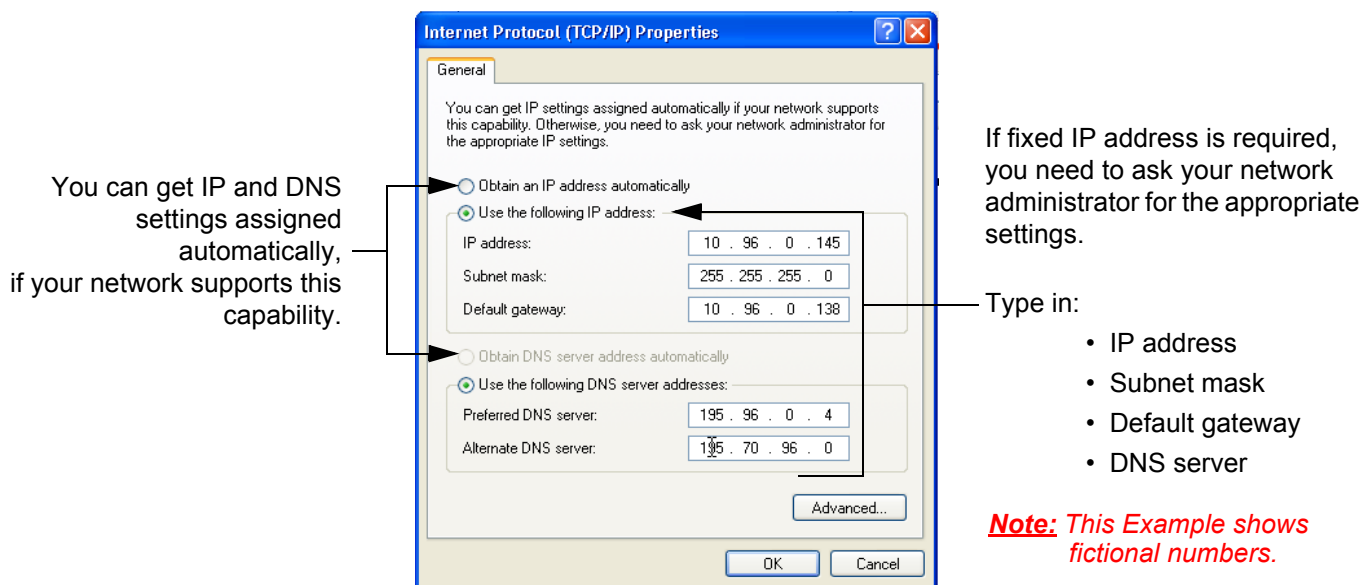 Internet Protocol (TCP/IP) Properties
General
You can get IP settings assigned automatically if your network supports
this capability. Otherwise, you need to ask your network administrator for
the appropriate IP settings.
Obtain an IP address automatically
Use the following IP address:
IP address: 10 . 96 . 0 . 145
Subnet mask: 255 . 255 . 255 . 0
Default gateway: 10 . 96 . 0 . 138
Obtain DNS server address automatically
Use the following DNS server addresses:
Preferred DNS server: 195 . 96 . 0 . 4
Alternate DNS server: 195 . 70 . 96 . 0
Advanced...
OK
Cancel
You can get IP and DNS
settings assigned
automatically,
if your network supports this
capability.
If fixed IP address is required,
you need to ask your network
administrator for the appropriate
settings.
Type in:
• IP address
• Subnet mask
• Default gateway
• DNS server
Note: This Example shows
fictional numbers.